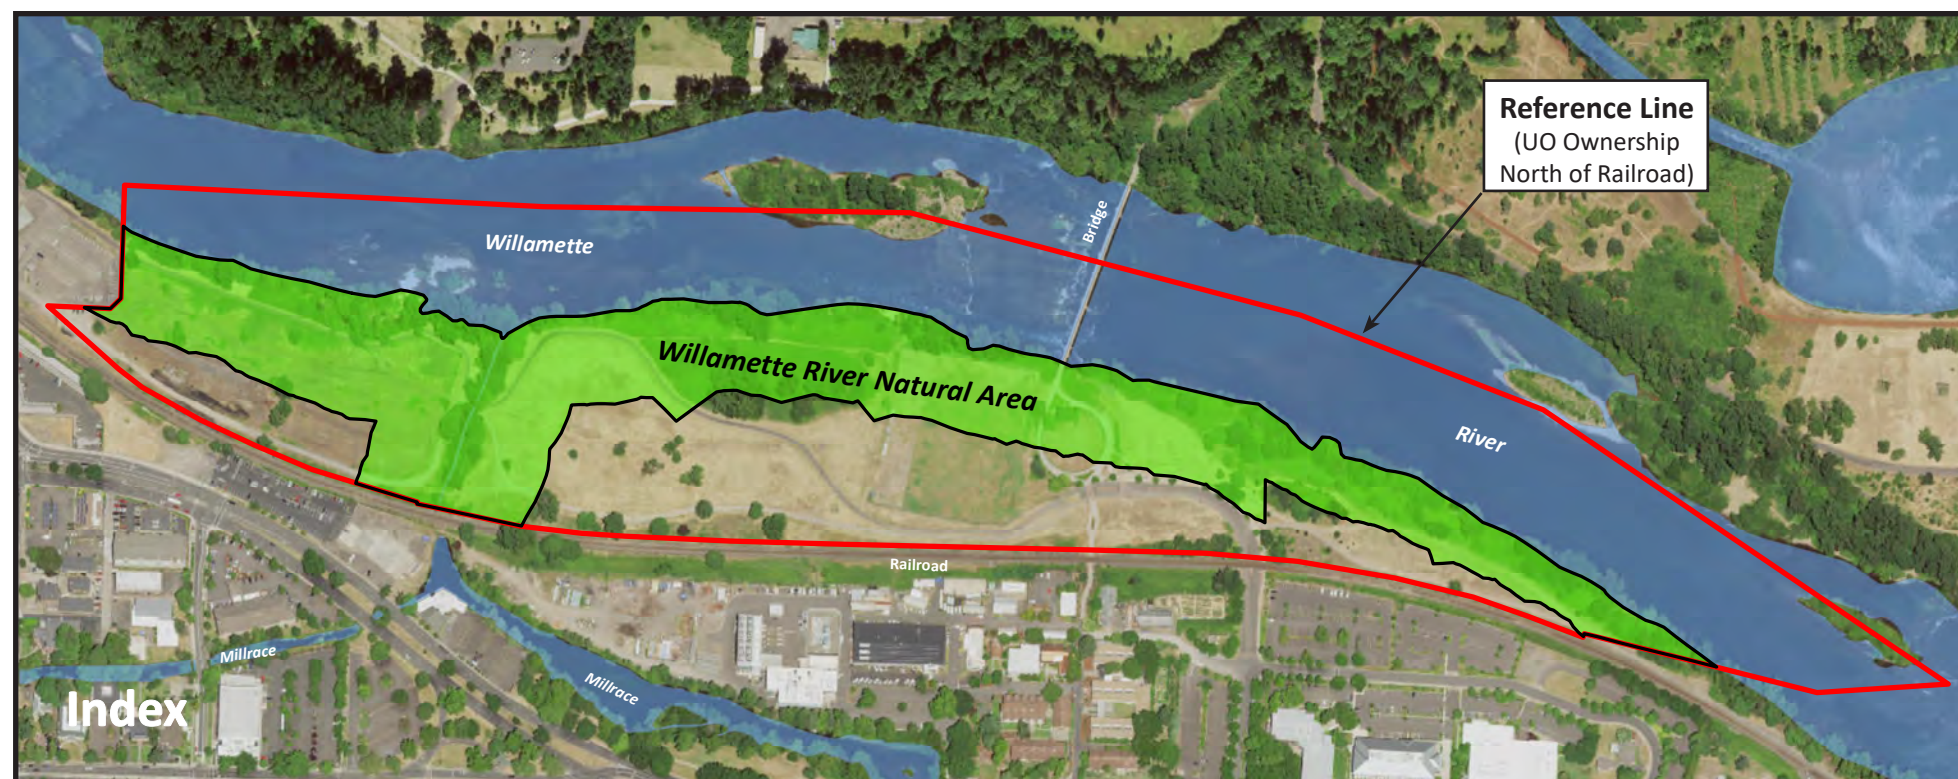 Reference Line
(UO Ownership
North of Railroad)
Bridge
Willamette
Willamette River Natural Area
River
Railroad
Millrace
Millrace
Index